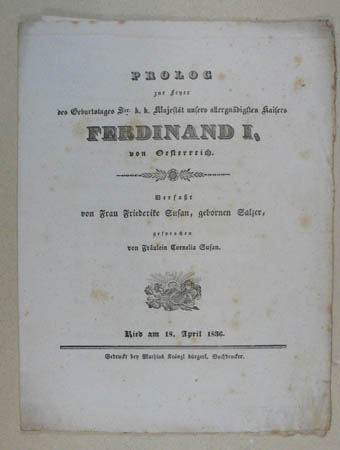 PROLOG
zur Feyer
des Geburtstages Sr. k. k. Majestät unsers allergnädigsten Kaisers
FERDINAND I,
von Oesterreich.
Verfaßt
von Frau Friederike Susan, gebornen Salzer,
gesprochen
von Fräulein Cornelia Susan.
Ried am 18. April 1836.
Gedruckt bey Mathias Kränzl bürgerl. Buchdrucker.